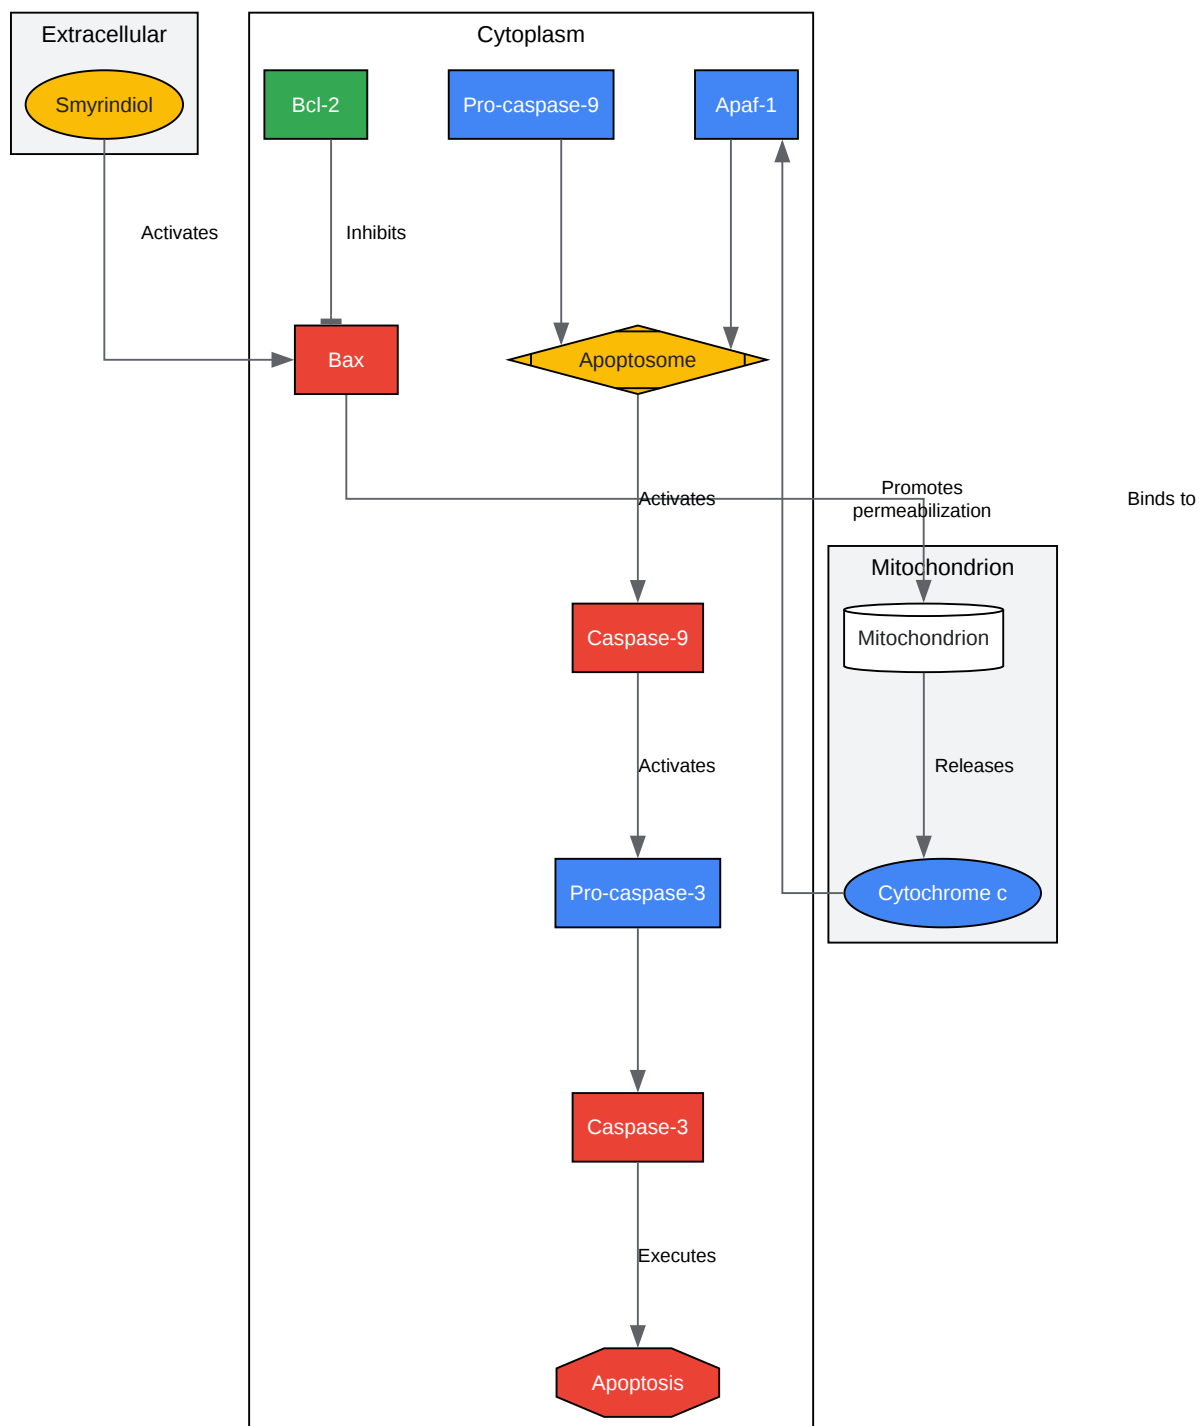 Extracellular
Cytoplasm
Smyrindiol
Bcl-2
Pro-caspase-9
Apaf-1
Activates
Inhibits
Bax
Apoptosome
Activates
Promotes
permeabilization
Binds to
Mitochondrion
Caspase-9
Mitochondrion
Activates
Releases
Pro-caspase-3
Cytochrome c
Caspase-3
Executes
Apoptosis